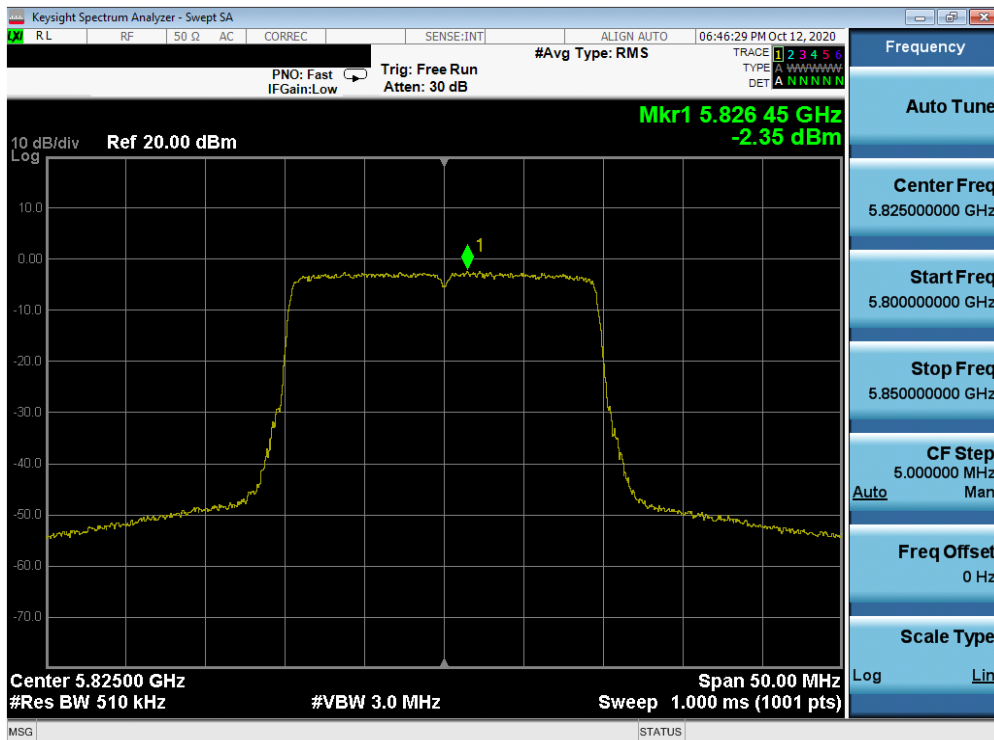 Keysight Spectrum Analyzer - Swept SA
LXI RL RF 50 Ω AC CORREC SENSE:INT ALIGN AUTO 06:46:29 PM Oct 12, 2020
#Avg Type: RMS
TRACE 1 2 3 4 5 6
TYPE A WWWWW
DET A N N N N N
PNO: Fast
IFGain:Low
Trig: Free Run
Atten: 30 dB
Mkr1 5.826 45 GHz
-2.35 dBm
10 dB/div
Log
Ref 20.00 dBm
10.0
0.00
-10.0
-20.0
-30.0
-40.0
-50.0
-60.0
-70.0
1
Center 5.82500 GHz
Span 50.00 MHz
#Res BW 510 kHz
#VBW 3.0 MHz
Sweep 1.000 ms (1001 pts)
MSG
STATUS
Frequency
Auto Tune
Center Freq
5.825000000 GHz
Start Freq
5.800000000 GHz
Stop Freq
5.850000000 GHz
CF Step
5.000000 MHz
Auto Man
Freq Offset
0 Hz
Scale Type
Log Lin